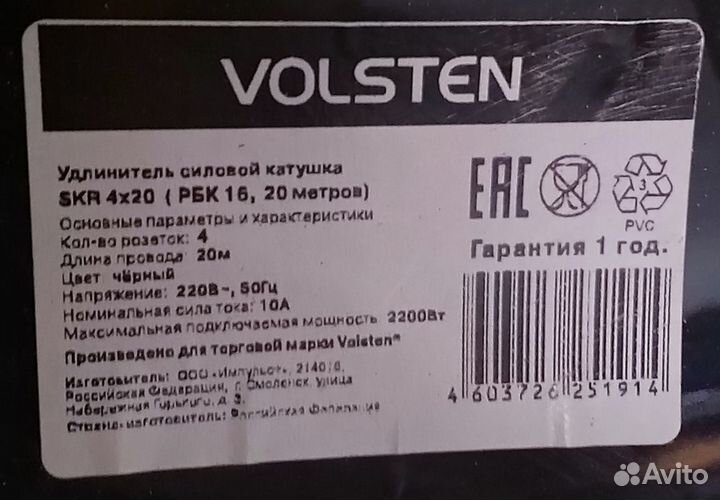 VOLSTEN
Удлинитель силовой катушка
SKR 4x20 ( РБК 16, 20 метров)
Основные параметры и характеристики
Кол-во розеток: 4
Длина провода: 20м
Цвет: чёрный
Напряжение: 220В~, 50Гц
Номинальная сила тока: 10А
Максимальная подключаемая мощность: 2200Вт
Произведено для торговой марки Volsten®
Изготовитель: ООО «Импульс», 214018,
Российская Федерация, г. Смоленск, улица
Набережная Горького, д. 3.
Страна-изготовитель: Российская Федерация
EAC
3
PVC
Гарантия 1 год.
4 603726 251914
Avito